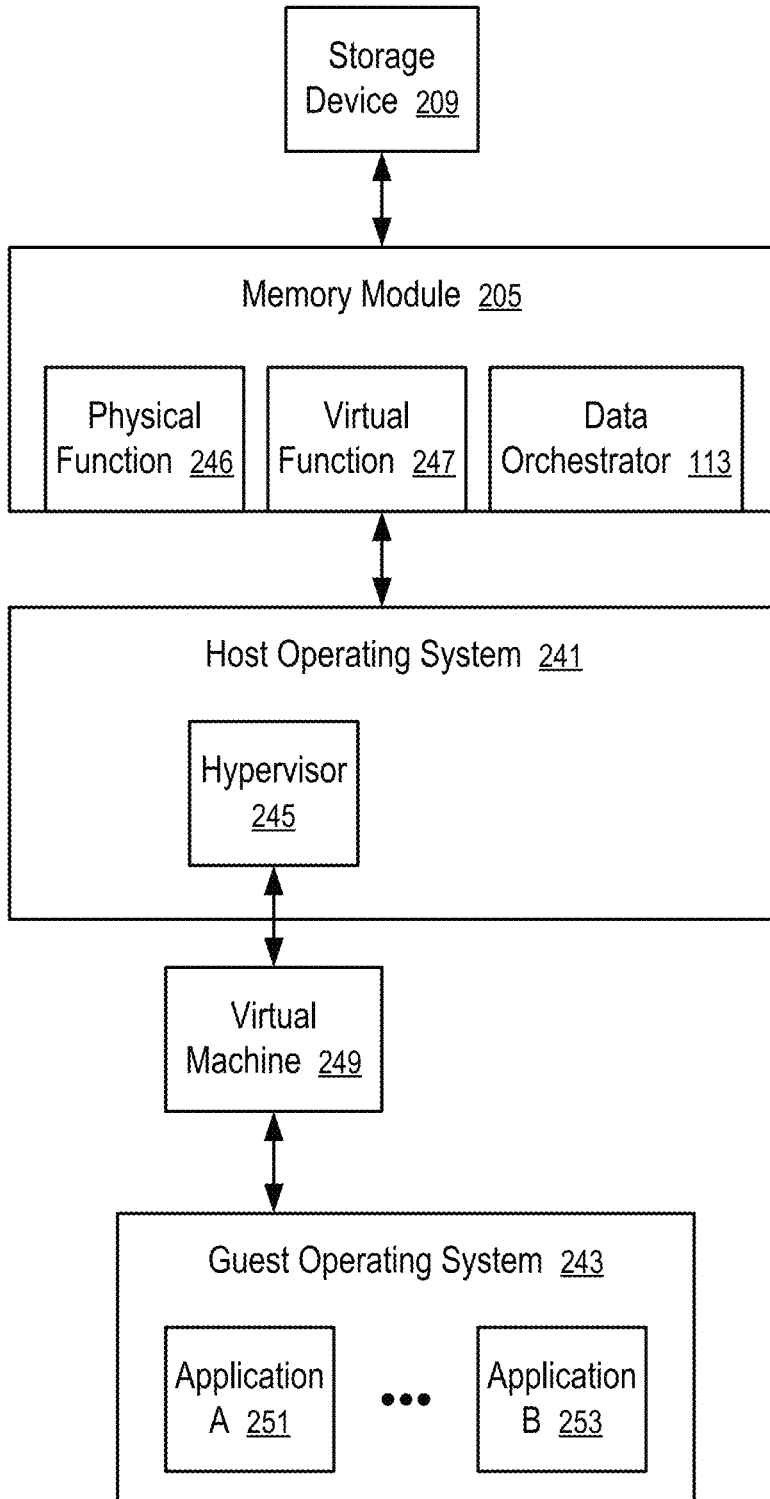 Storage
Device 209
Memory Module 205
Physical
Function 246
Virtual
Function 247
Data
Orchestrator 113
Host Operating System 241
Hypervisor
245
Virtual
Machine 249
Guest Operating System 243
Application
A 251
•••
Application
B 253